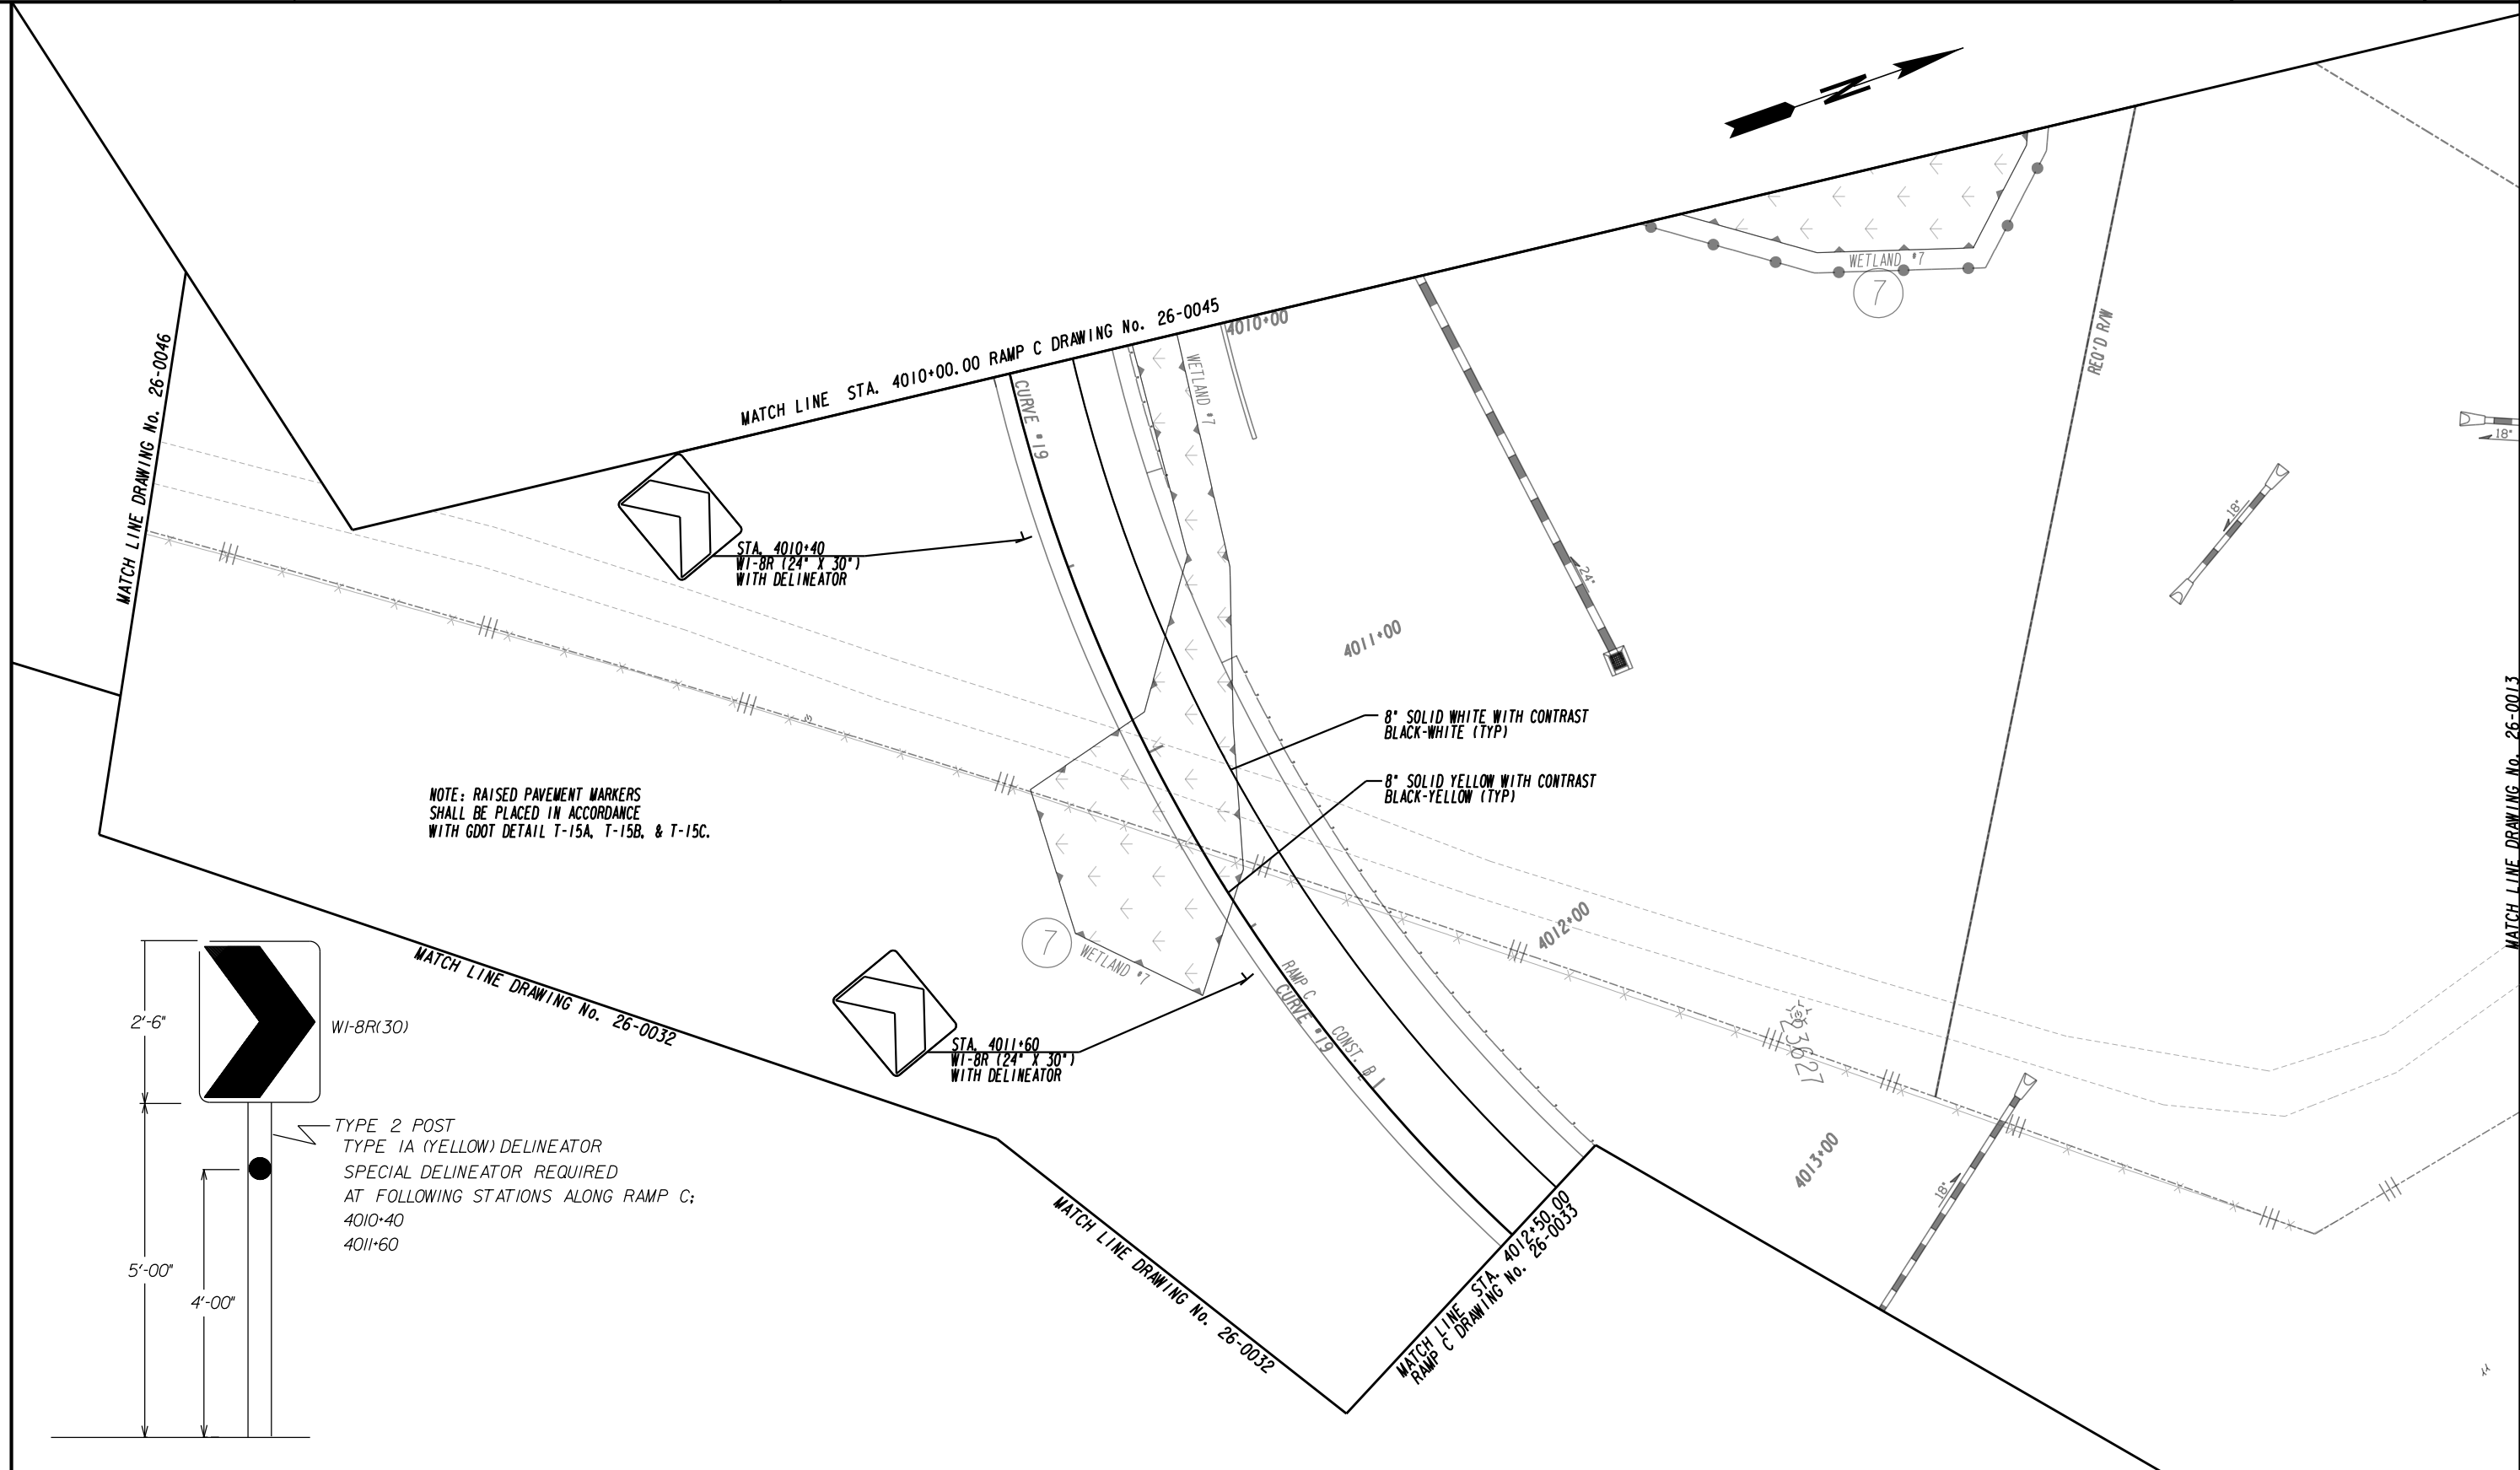 N
MATCH LINE DRAWING No. 26-0046
MATCH LINE STA. 4010+00.00 RAMP C DRAWING No. 26-0045
4010+00
CURVE #19
WETLAND #7
WETLAND #7
7
REQ'D R/W
18"
18"
24"
STA. 4010+40
W1-8R (24" X 30")
WITH DELINEATOR
4011+00
8" SOLID WHITE WITH CONTRAST
BLACK-WHITE (TYP)
8" SOLID YELLOW WITH CONTRAST
BLACK-YELLOW (TYP)
MATCH LINE DRAWING No. 26-0013
NOTE: RAISED PAVEMENT MARKERS
SHALL BE PLACED IN ACCORDANCE
WITH GDOT DETAIL T-15A, T-15B, & T-15C.
4012+00
7
WETLAND #7
RAMP C CONST. B
CURVE #19
STA. 4011+60
W1-8R (24" X 30")
WITH DELINEATOR
MATCH LINE DRAWING No. 26-0032
4013+00
18"
2'-6"
W1-8R(30)
TYPE 2 POST
TYPE 1A (YELLOW) DELINEATOR
SPECIAL DELINEATOR REQUIRED
AT FOLLOWING STATIONS ALONG RAMP C;
4010+40
4011+60
5'-00"
4'-00"
MATCH LINE DRAWING No. 26-0032
MATCH LINE STA. 4012+50.00
RAMP C DRAWING No. 26-0033